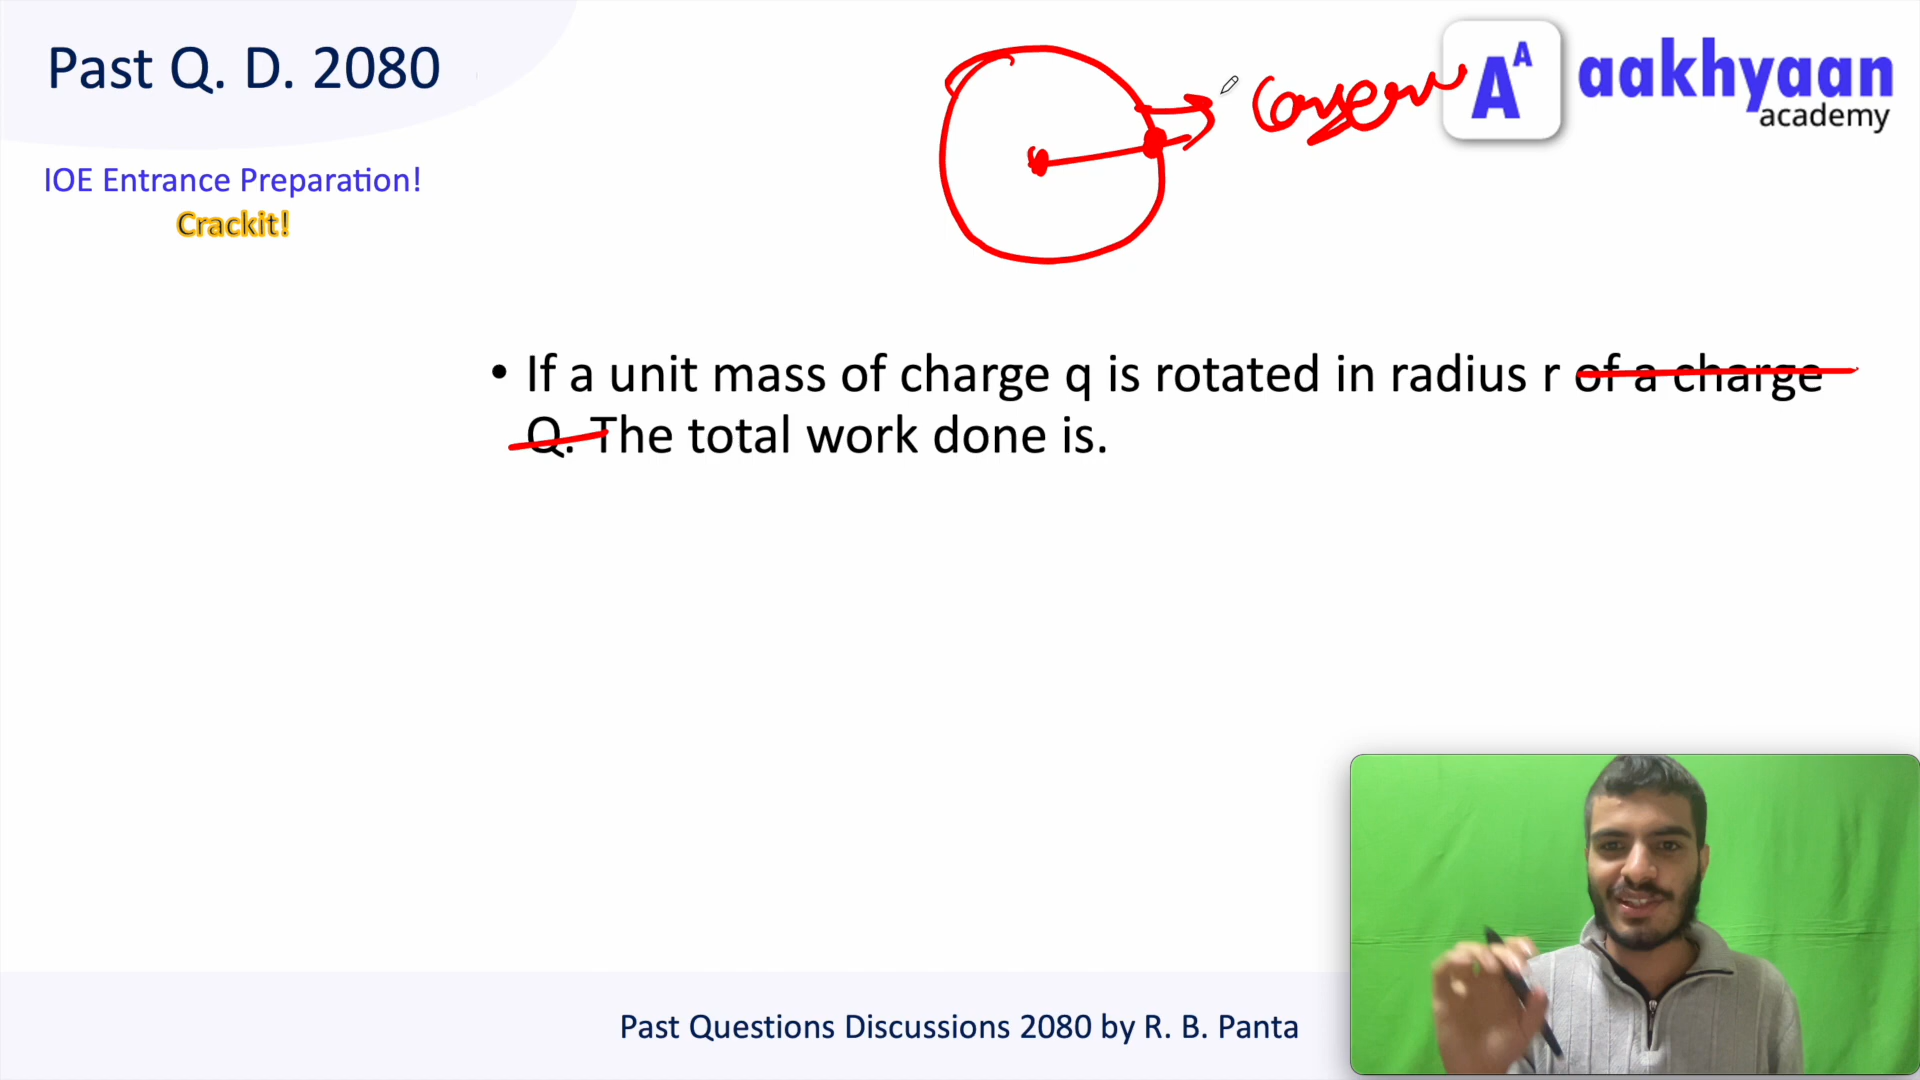 Past Q. D. 2080
IOE Entrance Preparation!
Crackit!
Conserv
A^A aakhyaan
academy
• If a unit mass of charge q is rotated in radius r of a charge
Q. The total work done is.
Past Questions Discussions 2080 by R. B. Panta